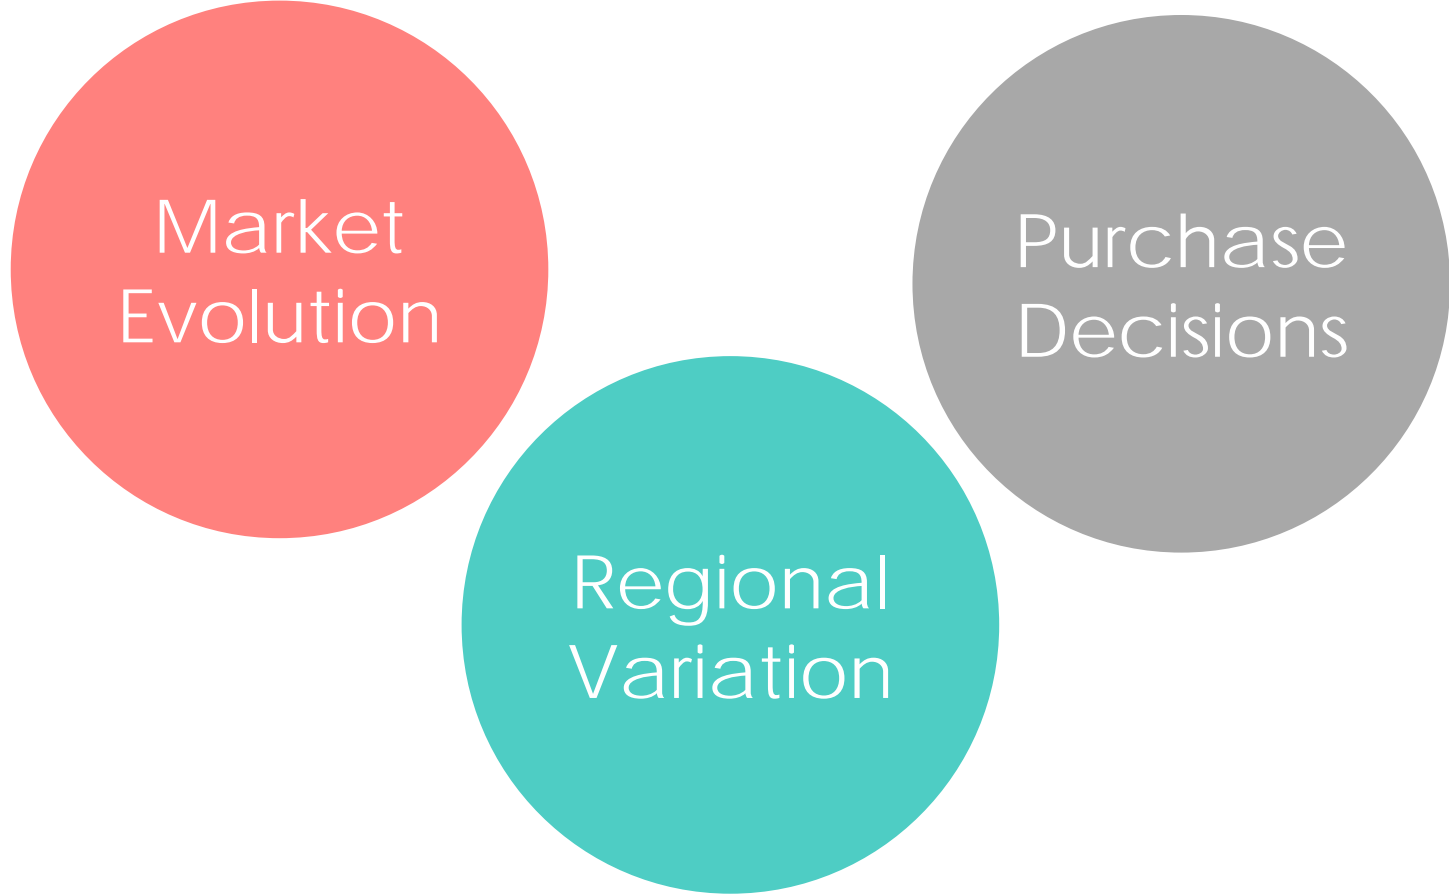 Market
Evolution
Purchase
Decisions
Regional
Variation